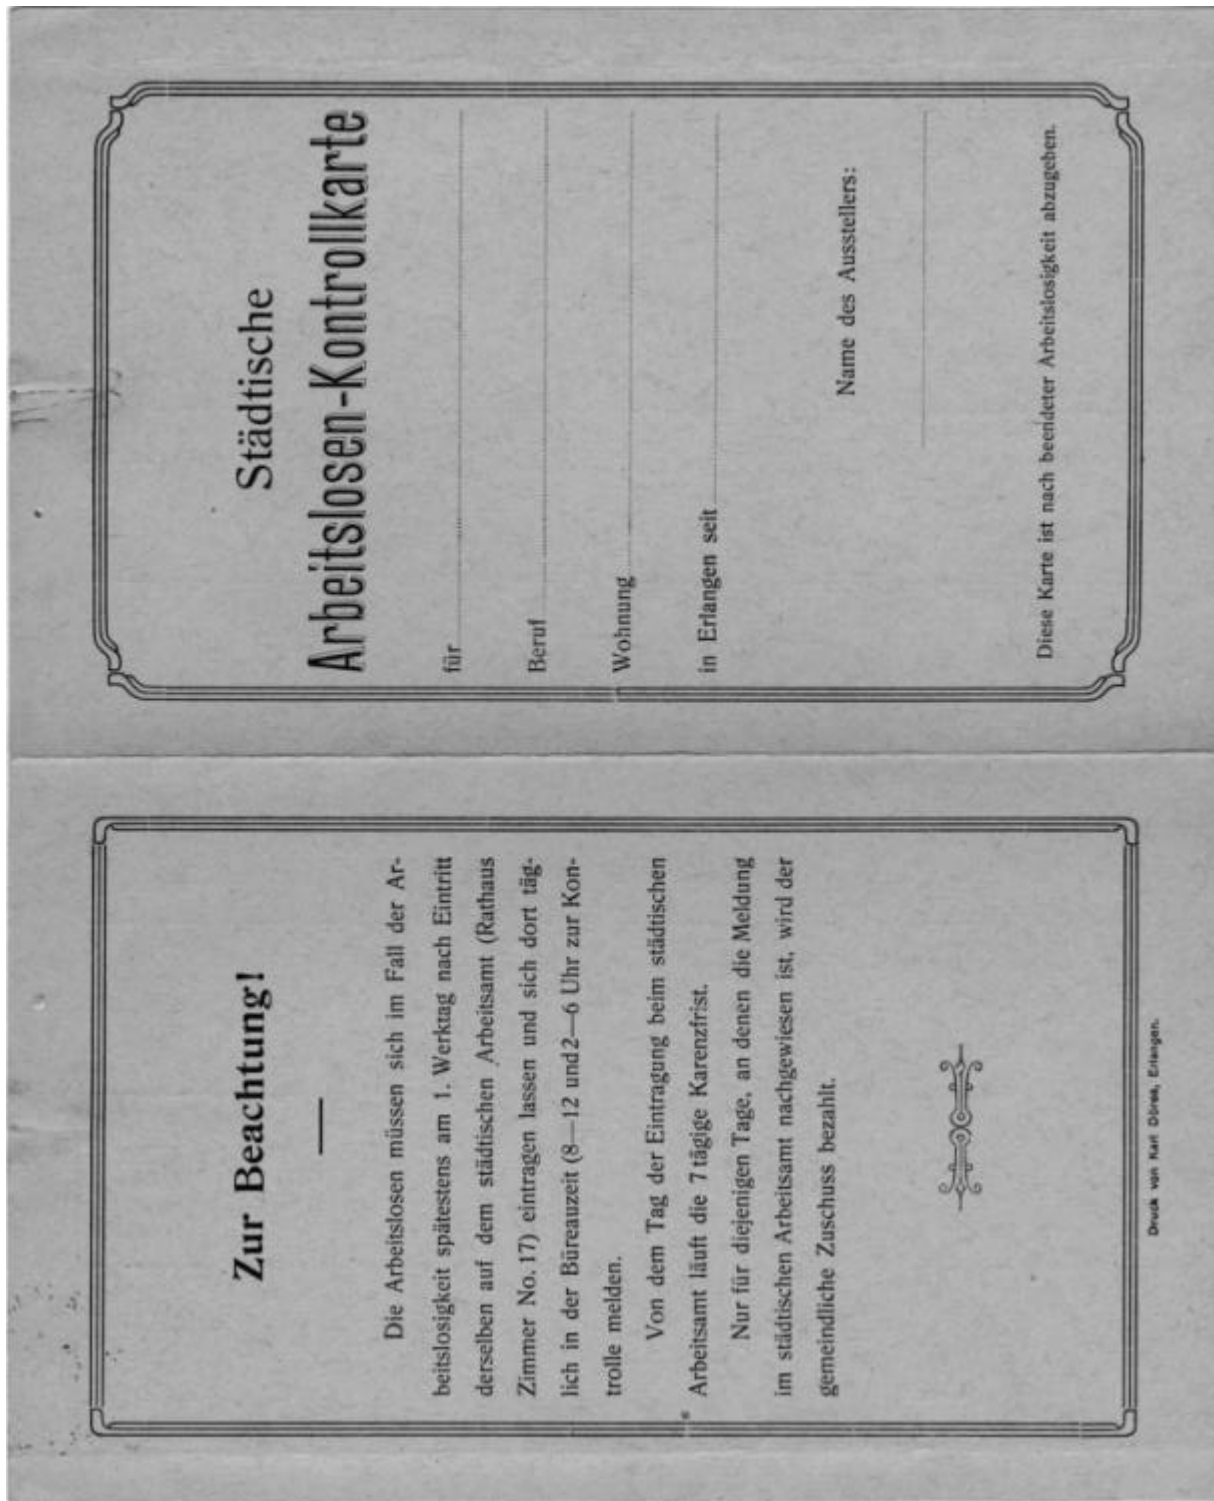 Zur Beachtung!
Die Arbeitslosen müssen sich im Fall der Ar-
beitslosigkeit spätestens am 1. Werktag nach Eintritt
derselben auf dem städtischen Arbeitsamt (Rathaus
Zimmer No. 17) eintragen lassen und sich dort täg-
lich in der Büreauzeit (8—12 und 2—6 Uhr zur Kon-
trolle melden.
Von dem Tag der Eintragung beim städtischen
Arbeitsamt läuft die 7 tägige Karenzfrist.
Nur für diejenigen Tage, an denen die Meldung
im städtischen Arbeitsamt nachgewiesen ist, wird der
gemeindliche Zuschuss bezahlt.
Druck von Karl Döres, Erlangen.
Städtische
Arbeitslosen-Kontrollkarte
für
Beruf
Wohnung
in Erlangen seit
Name des Ausstellers:
Diese Karte ist nach beendeter Arbeitslosigkeit abzugeben.